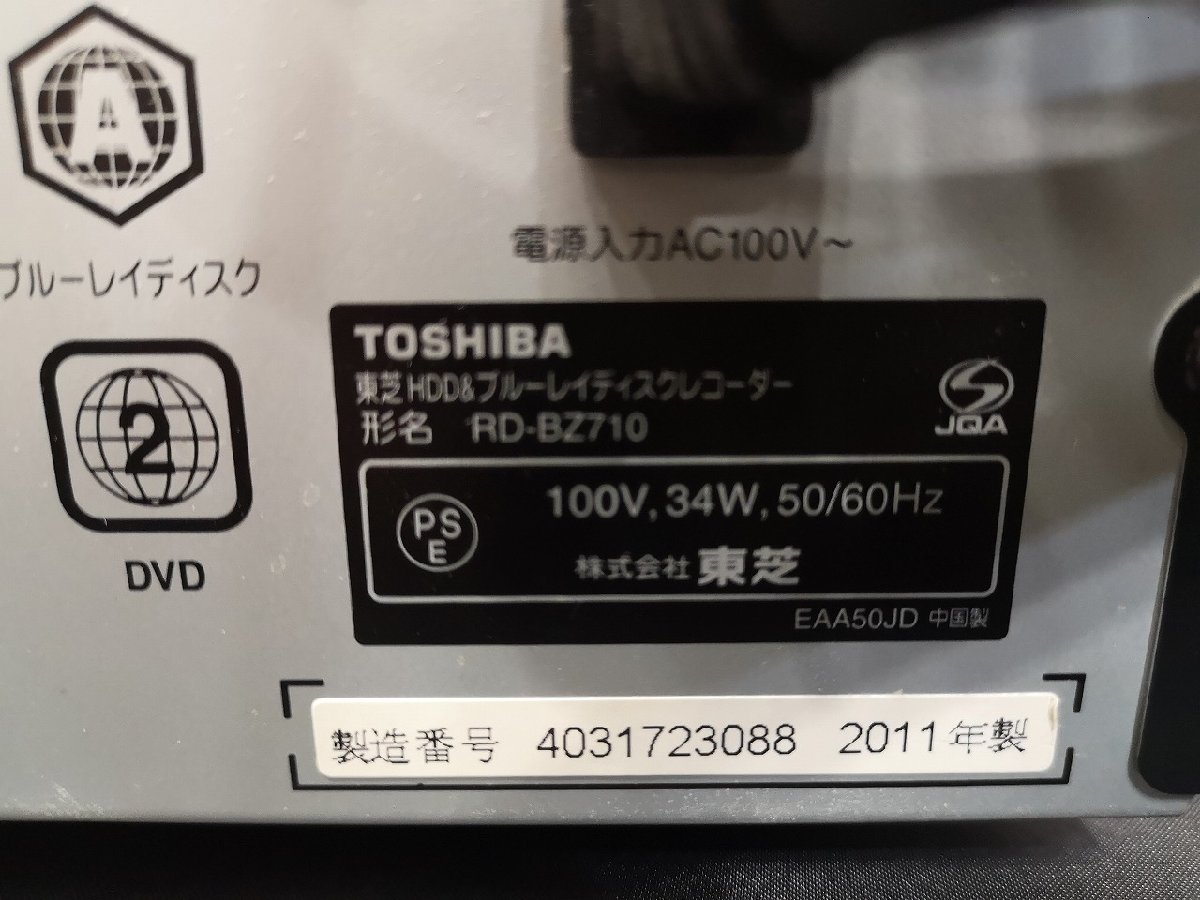 A
ブルーレイディスク
2
DVD
電源入力AC100V～
TOSHIBA
東芝HDD&ブルーレイディスクレコーダー
形名 RD-BZ710
JQA
PS
E
100V, 34W, 50/60Hz
株式会社 東芝
EAA50JD 中国製
製造番号 4031723088 2011年製